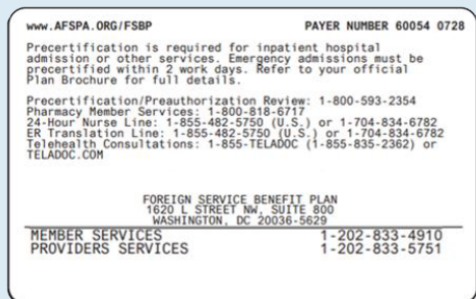 www.AFSPA.ORG/FSBP PAYER NUMBER 60054 0728
Precertification is required for inpatient hospital
admission or other services. Emergency admissions must be
precertified within 2 work days. Refer to your official
Plan Brochure for full details.
Precertification/Preauthorization Review: 1-800-593-2354
Pharmacy Member Services: 1-800-818-6717
24-Hour Nurse Line: 1-855-482-5750 (U.S.) or 1-704-834-6782
ER Translation Line: 1-855-482-5750 (U.S.) or 1-704-834-6782
Telehealth Consultations: 1-855-TELADOC (1-855-835-2362) or
TELADOC.COM
FOREIGN SERVICE BENEFIT PLAN
1620 L STREET NW, SUITE 800
WASHINGTON, DC 20036-5629
MEMBER SERVICES 1-202-833-4910
PROVIDERS SERVICES 1-202-833-5751